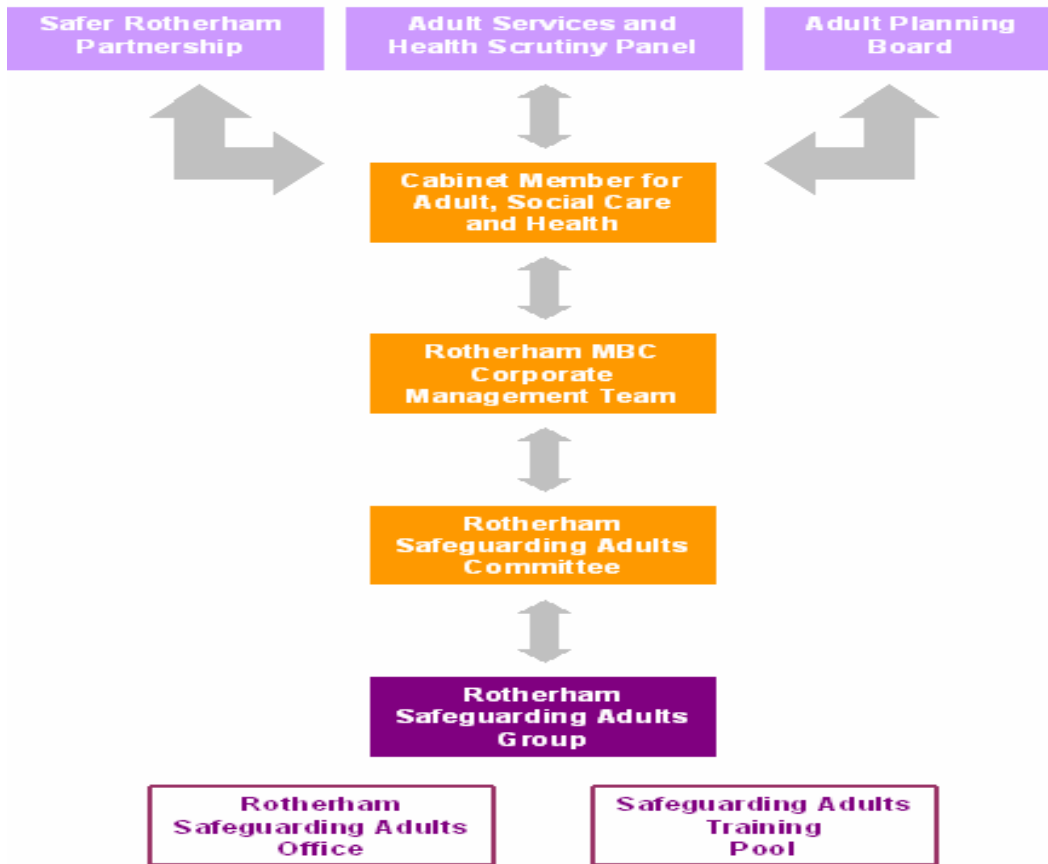 Safer Rotherham
Partnership
Adult Services and
Health Scrutiny Panel
Adult Planning
Board
Cabinet Member for
Adult, Social Care
and Health
Rotherham MBC
Corporate
Management Team
Rotherham
Safeguarding Adults
Committee
Rotherham
Safeguarding Adults
Group
Rotherham
Safeguarding Adults
Office
Safeguarding Adults
Training
Pool